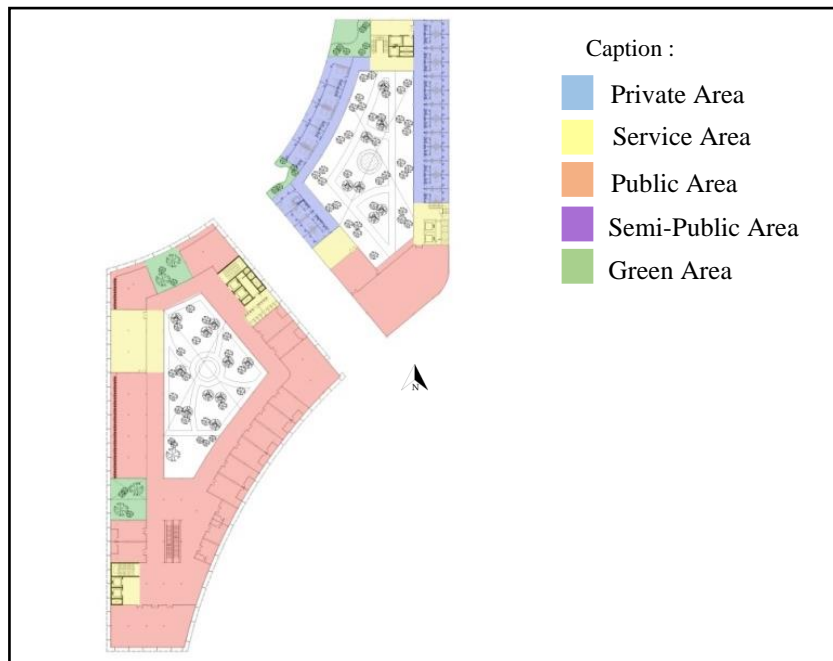 Caption :
Private Area
Service Area
Public Area
Semi-Public Area
Green Area
N